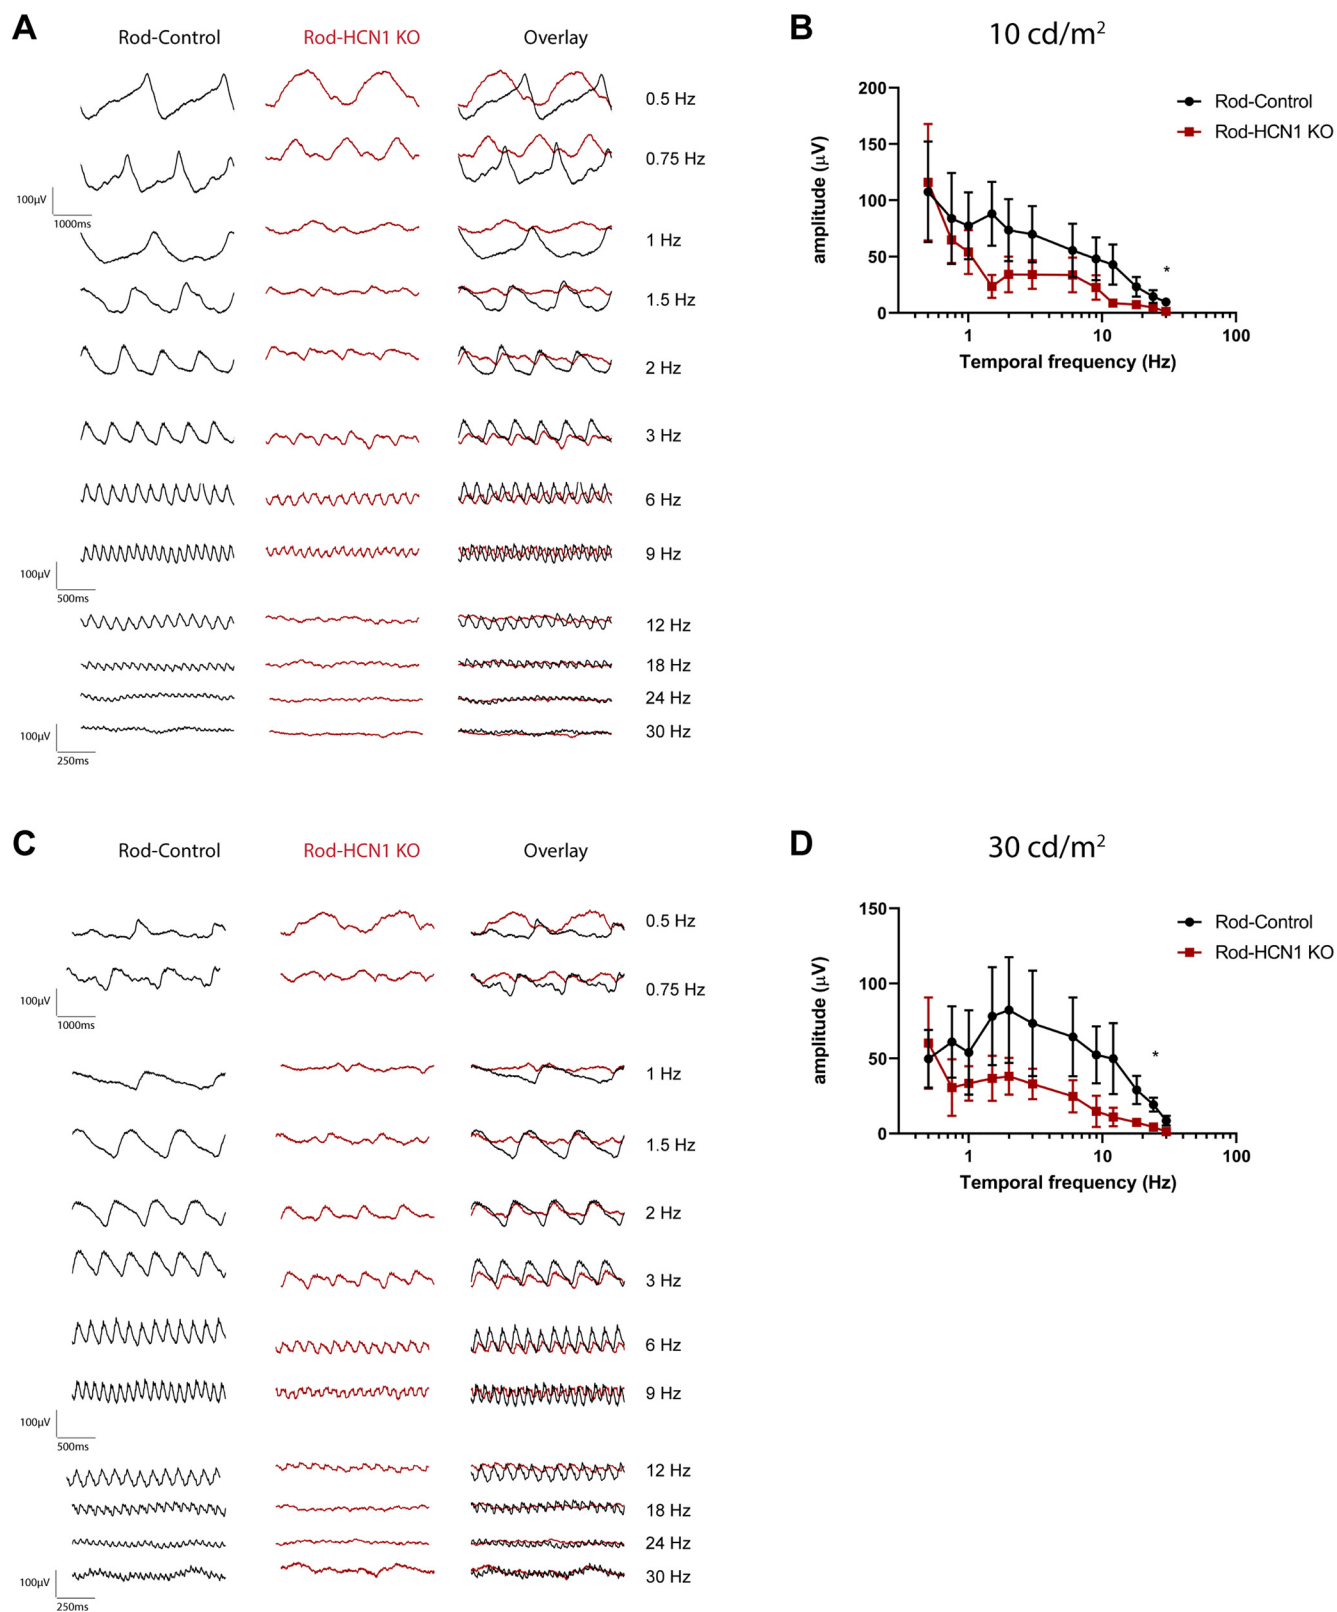 A
Rod-Control
Rod-HCN1 KO
Overlay
0.5 Hz
0.75 Hz
100µV
1000ms
1 Hz
1.5 Hz
2 Hz
3 Hz
6 Hz
9 Hz
100µV
500ms
12 Hz
18 Hz
24 Hz
30 Hz
100µV
250ms
B
10 cd/m²
200
150
100
50
0
amplitude (µV)
Rod-Control
Rod-HCN1 KO
*
1
10
100
Temporal frequency (Hz)
C
Rod-Control
Rod-HCN1 KO
Overlay
0.5 Hz
0.75 Hz
100µV
1000ms
1 Hz
1.5 Hz
2 Hz
3 Hz
6 Hz
9 Hz
100µV
500ms
12 Hz
18 Hz
24 Hz
30 Hz
100µV
250ms
D
30 cd/m²
150
100
50
0
amplitude (µV)
Rod-Control
Rod-HCN1 KO
*
1
10
100
Temporal frequency (Hz)